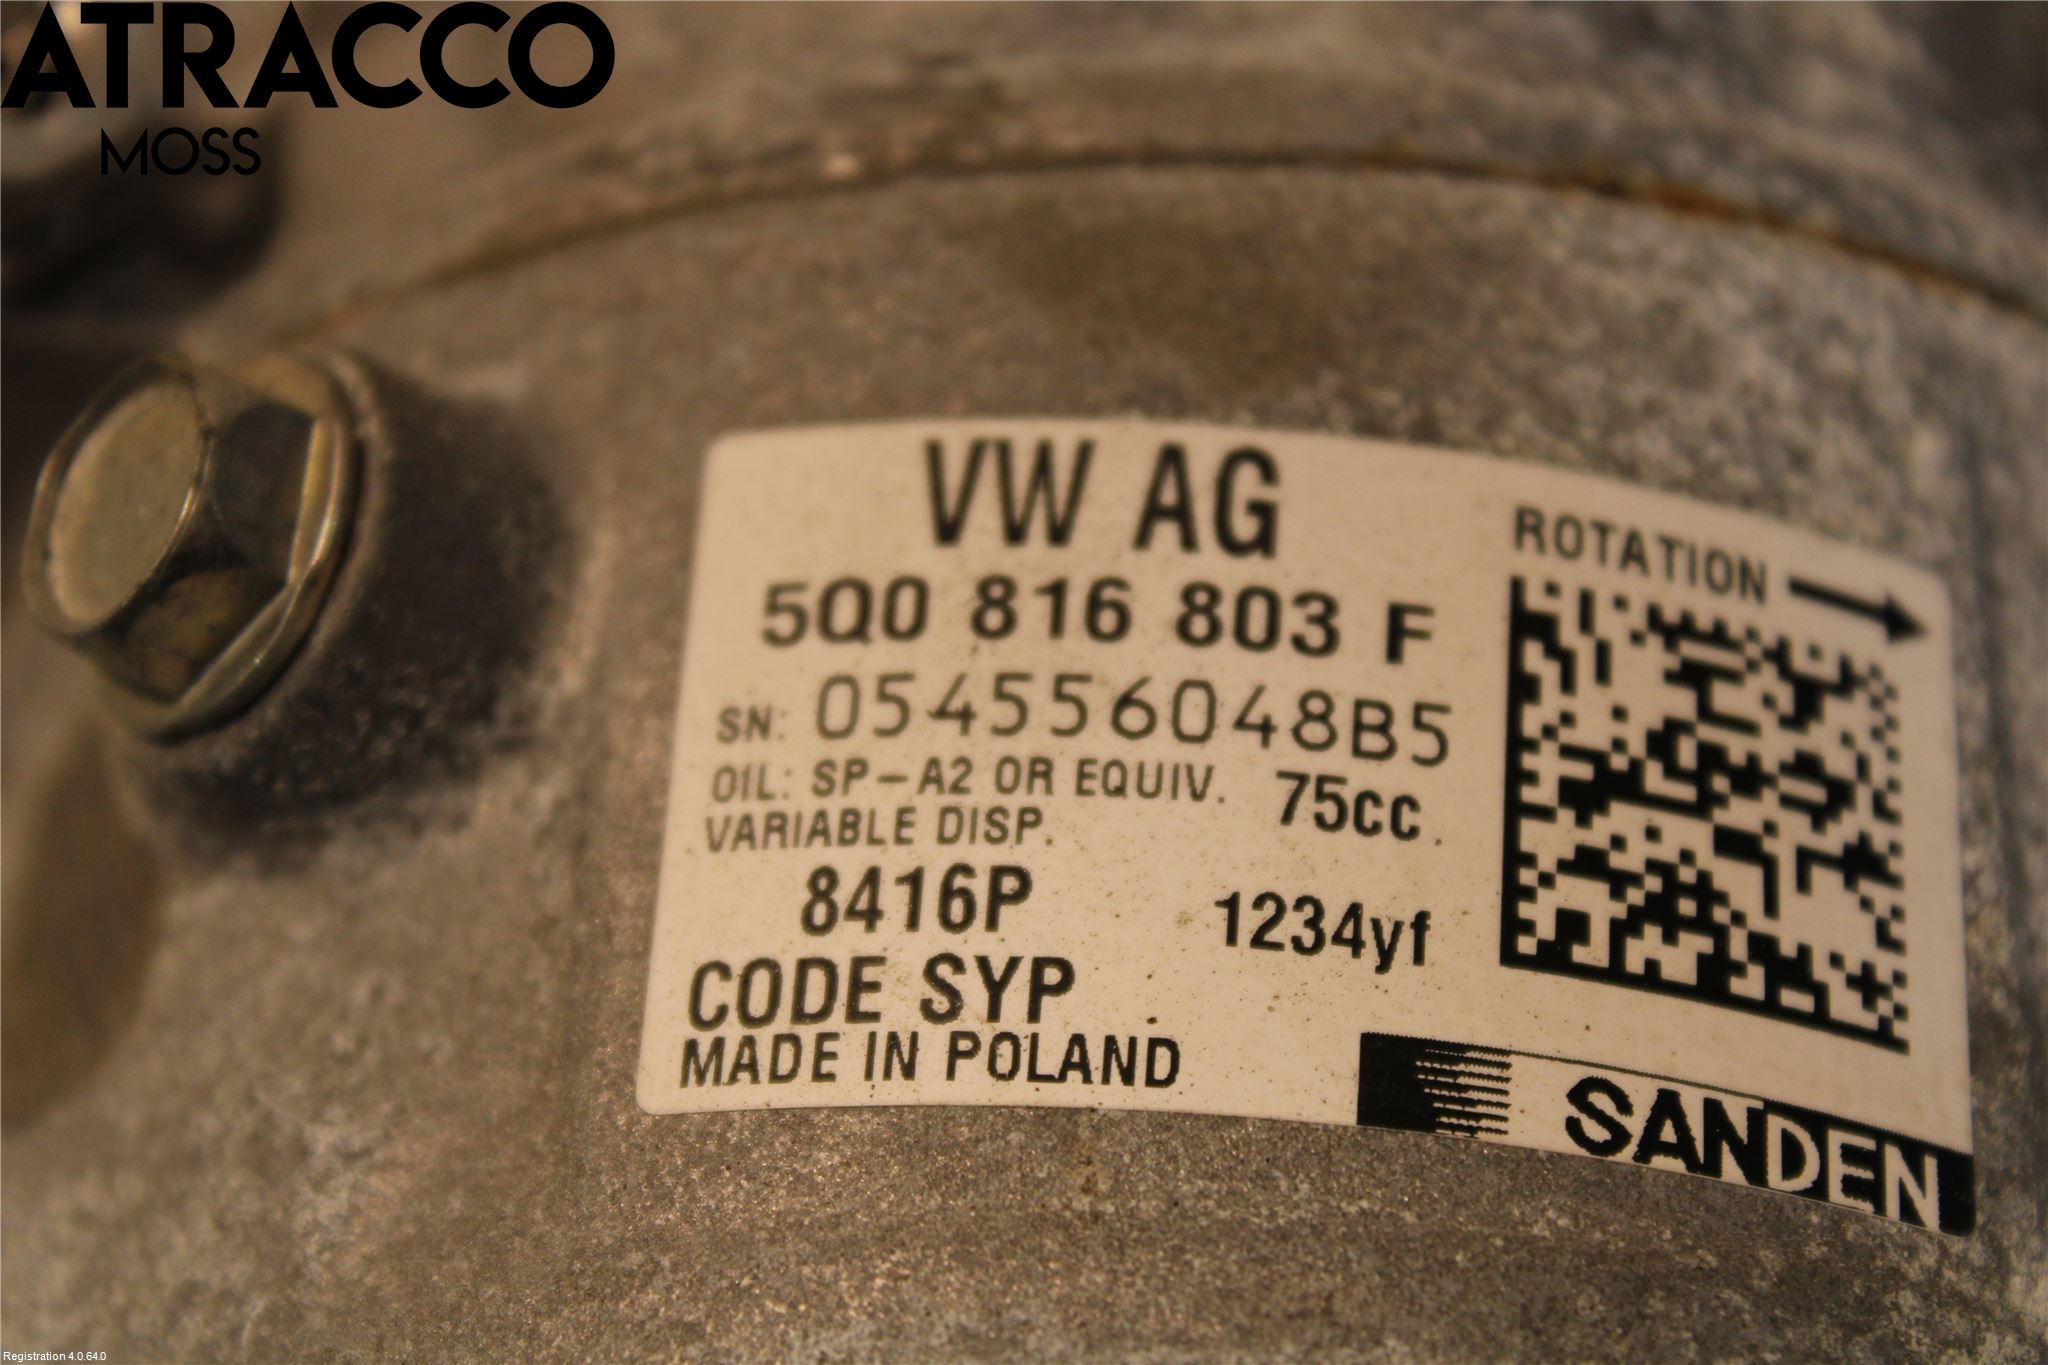 ATRACCO
MOSS
VW AG
5Q0 816 803 F
SN: 054556048B5
OIL: SP-A2 OR EQUIV. 75cc.
VARIABLE DISP.
8416P 1234yf
CODE SYP
MADE IN POLAND
ROTATION
SANDEN
Registration 4.0.64.0